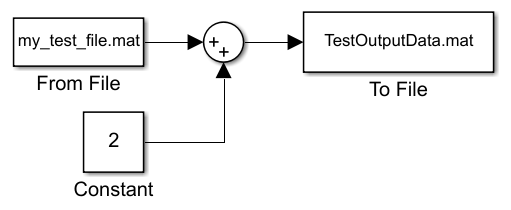 my_test_file.mat
From File
+
+
TestOutputData.mat
To File
2
Constant